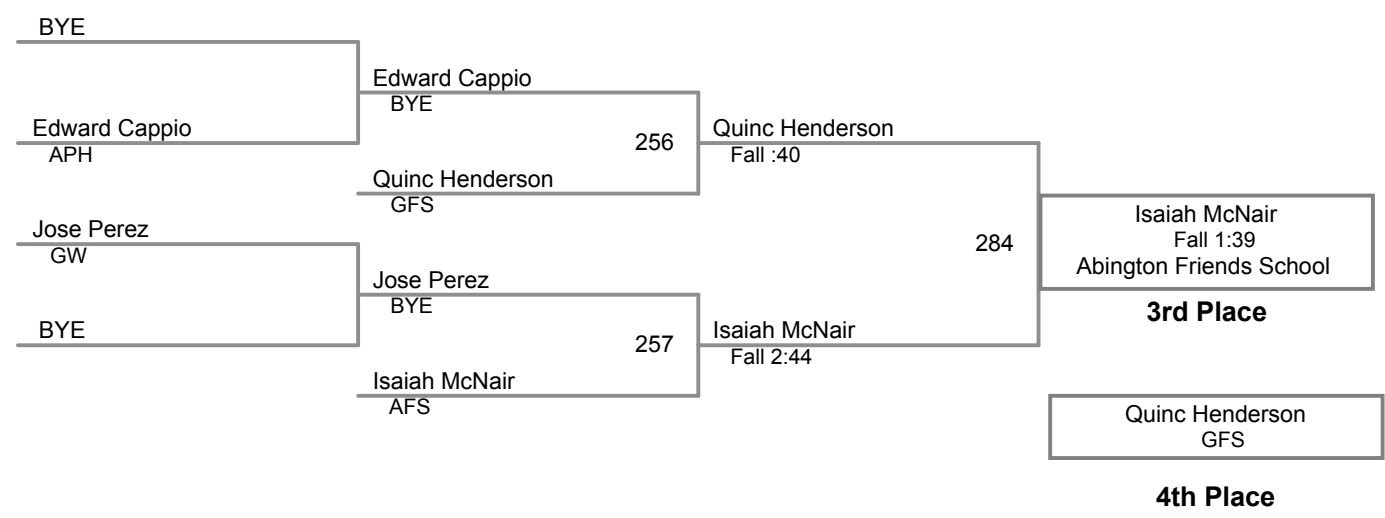 BYE
Edward Cappio
BYE
Edward Cappio
APH
256
Quinc Henderson
Fall :40
Quinc Henderson
GFS
Jose Perez
GW
284
Isaiah McNair
Fall 1:39
Abington Friends School
3rd Place
Jose Perez
BYE
BYE
257
Isaiah McNair
Fall 2:44
Isaiah McNair
AFS
Quinc Henderson
GFS
4th Place